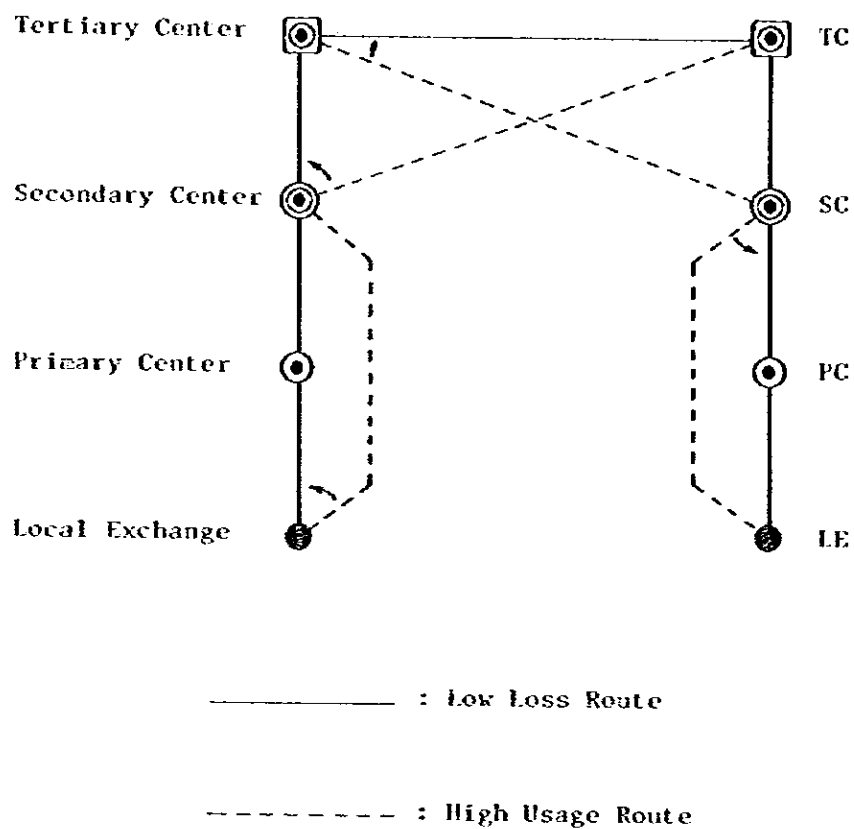 Tertiary Center
TC
Secondary Center
SC
Primary Center
PC
Local Exchange
LE
: Low Loss Route
: High Usage Route